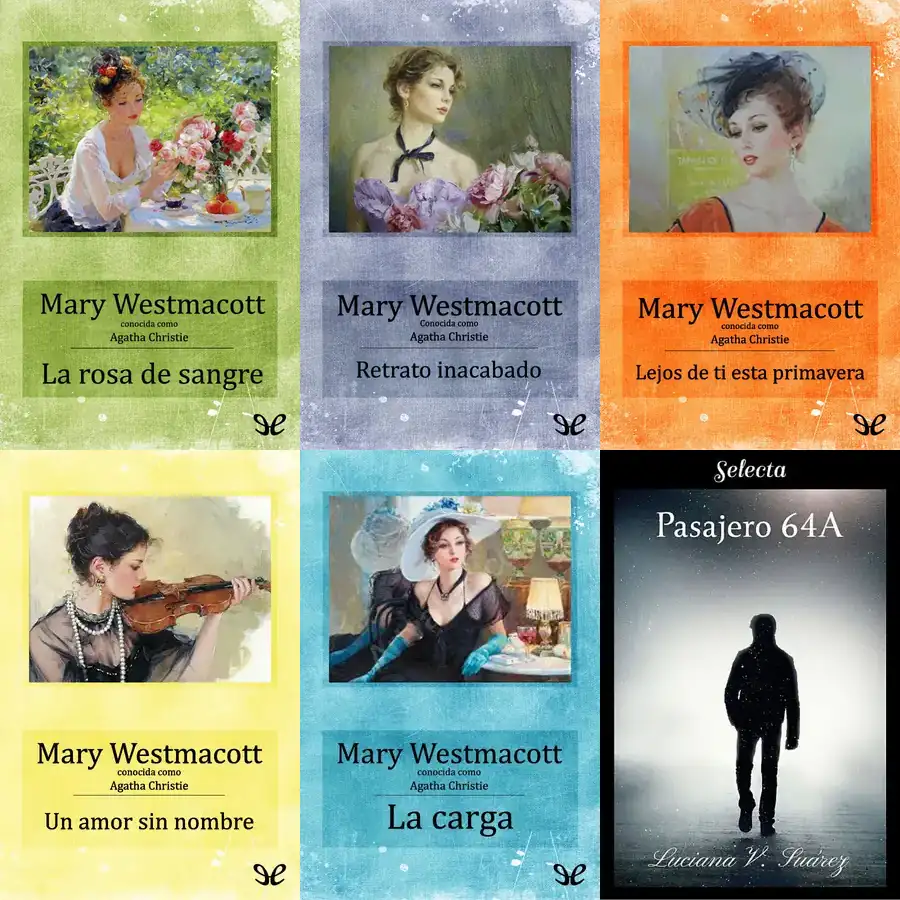 Mary Westmacott
conocida como
Agatha Christie
La rosa de sangre
Mary Westmacott
Conocida como
Agatha Christie
Retrato inacabado
Mary Westmacott
conocida como
Agatha Christie
Lejos de ti esta primavera
Mary Westmacott
conocida como
Agatha Christie
Un amor sin nombre
Mary Westmacott
conocida como
Agatha Christie
La carga
Selecta
Pasajero 64A
Luciana V. Suárez